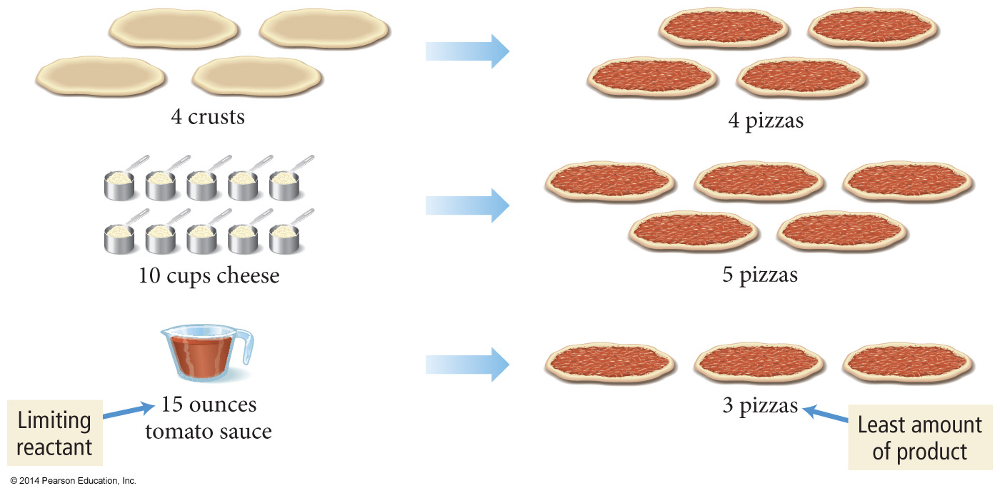 4 crusts
4 pizzas
10 cups cheese
5 pizzas
Limiting
reactant
15 ounces
tomato sauce
3 pizzas
Least amount
of product
© 2014 Pearson Education, Inc.